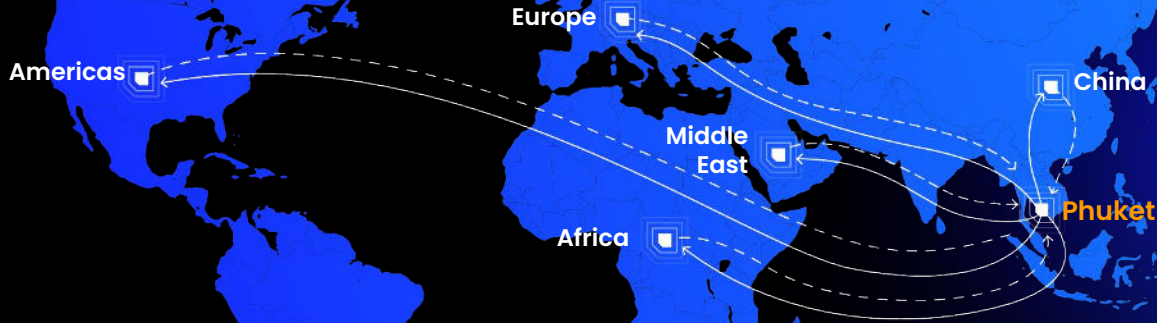 Europe
Americas
China
Middle
East
Phuket
Africa